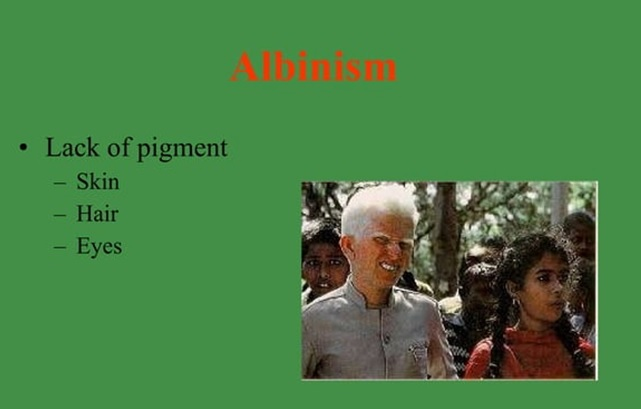 Albinism
• Lack of pigment
– Skin
– Hair
– Eyes